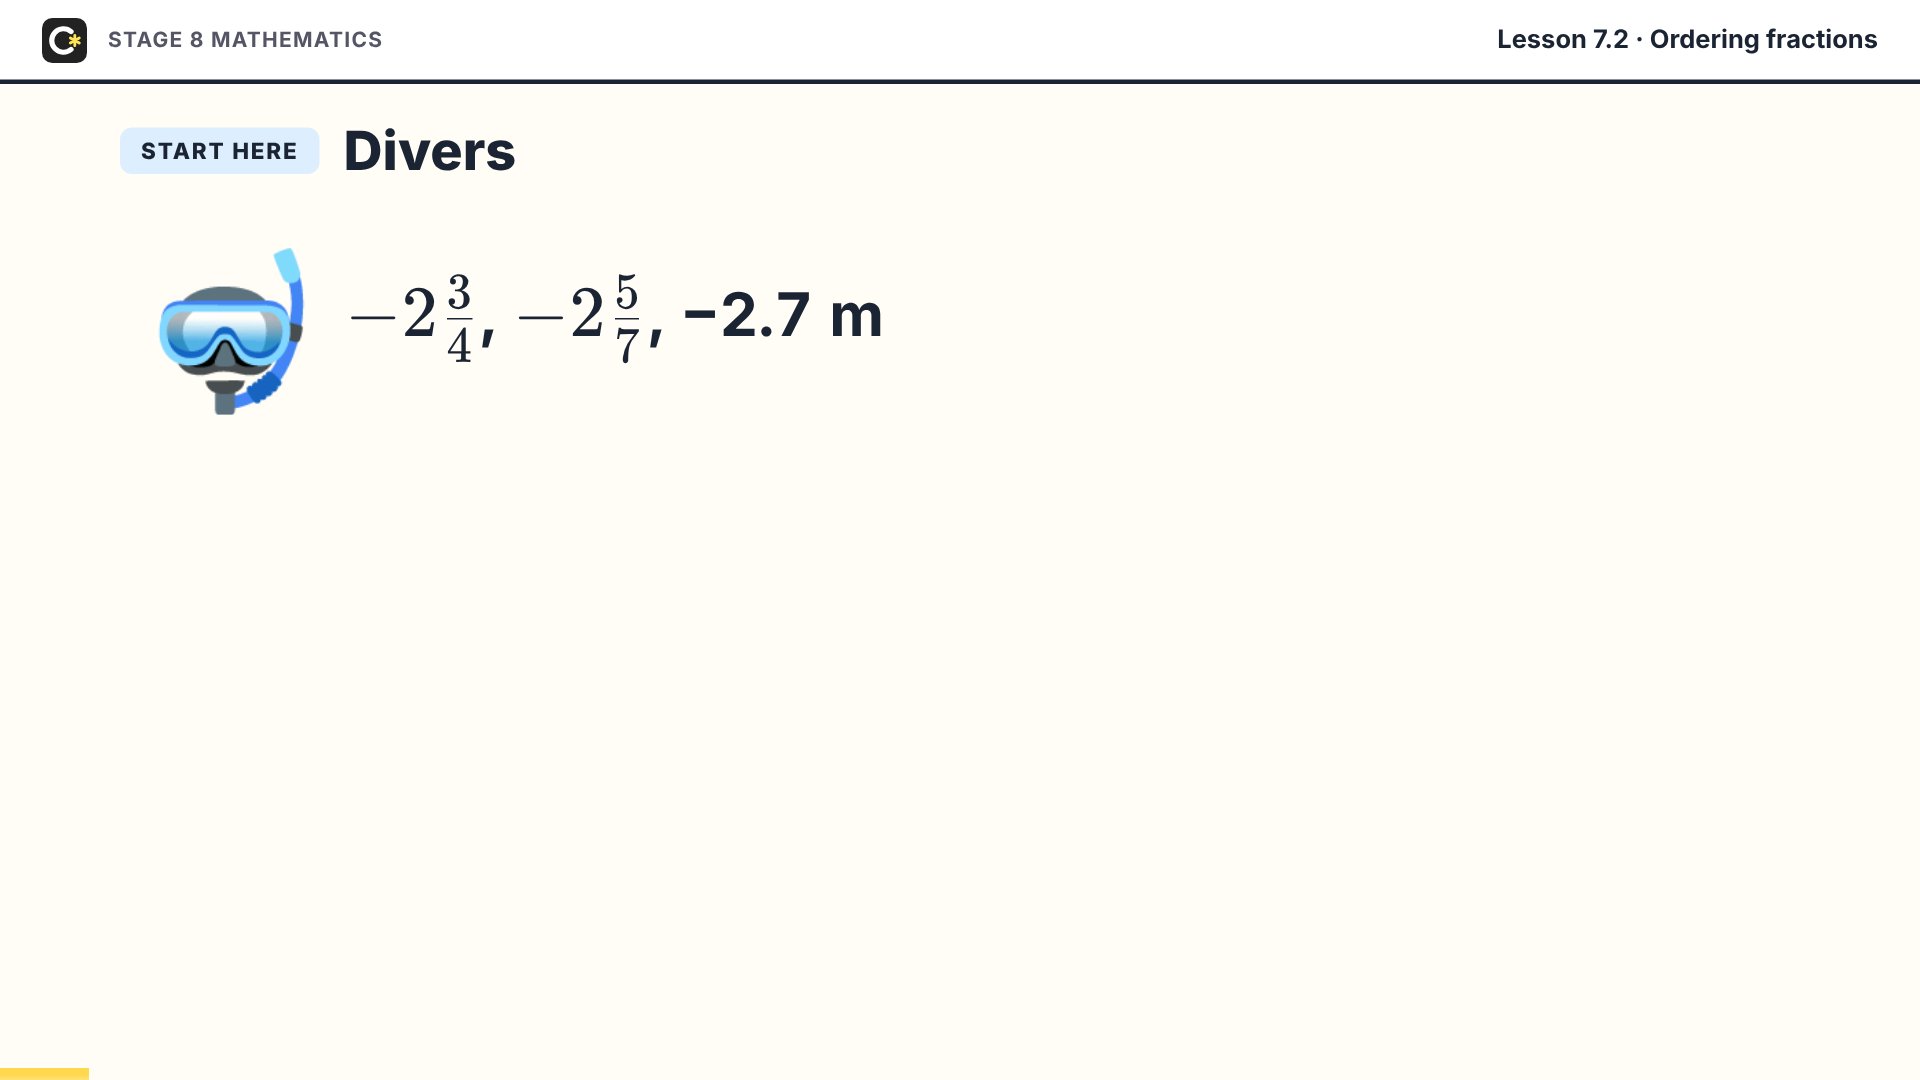 STAGE 8 MATHEMATICS
Lesson 7.2 · Ordering fractions
START HERE Divers
−2 3/4, −2 5/7, −2.7 m